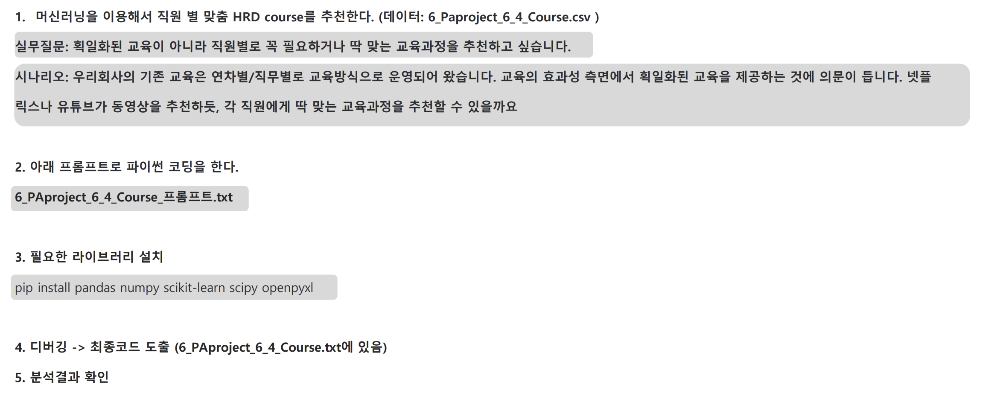 1. 머신러닝을 이용해서 직원 별 맞춤 HRD course를 추천한다. (데이터: 6_Paproject_6_4_Course.csv )
실무질문: 획일화된 교육이 아니라 직원별로 꼭 필요하거나 딱 맞는 교육과정을 추천하고 싶습니다.
시나리오: 우리회사의 기존 교육은 연차별/직무별로 교육방식으로 운영되어 왔습니다. 교육의 효과성 측면에서 획일화된 교육을 제공하는 것에 의문이 듭니다. 넷플
릭스나 유튜브가 동영상을 추천하듯, 각 직원에게 딱 맞는 교육과정을 추천할 수 있을까요
2. 아래 프롬프트로 파이썬 코딩을 한다.
6_PAproject_6_4_Course_프롬프트.txt
3. 필요한 라이브러리 설치
pip install pandas numpy scikit-learn scipy openpyxl
4. 디버깅 -> 최종코드 도출 (6_PAproject_6_4_Course.txt에 있음)
5. 분석결과 확인